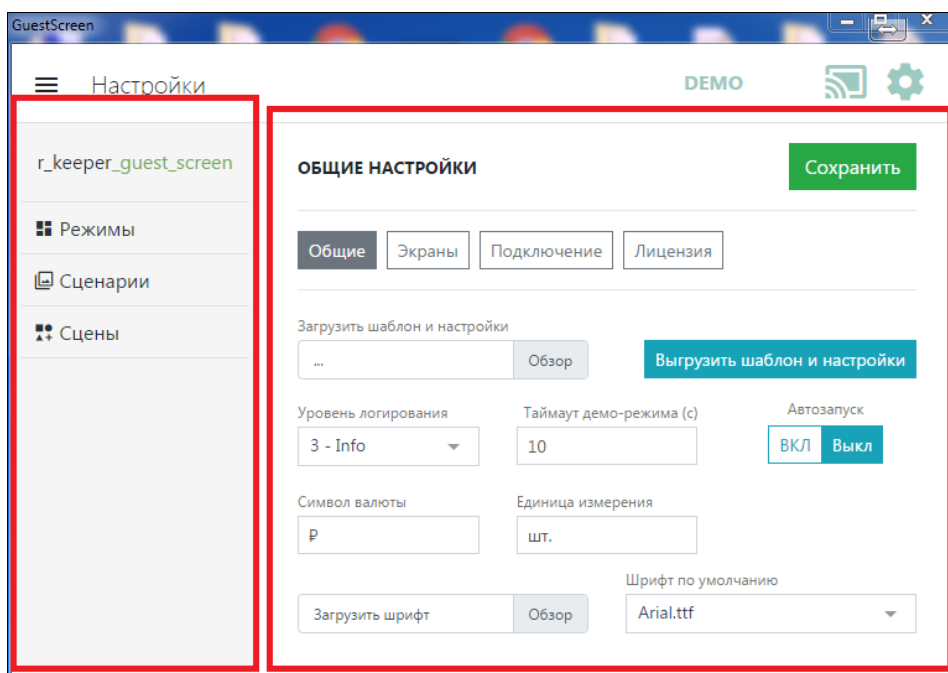 GuestScreen
Настройки DEMO
r_keeper_guest_screen
Режимы
Сценарии
Сцены
ОБЩИЕ НАСТРОЙКИ Сохранить
Общие Экраны Подключение Лицензия
Загрузить шаблон и настройки
... Обзор Выгрузить шаблон и настройки
Уровень логирования Таймаут демо-режима (с) Автозапуск
3 - Info 10 ВКЛ Выкл
Символ валюты Единица измерения
₽ шт.
Шрифт по умолчанию
Загрузить шрифт Обзор Arial.ttf